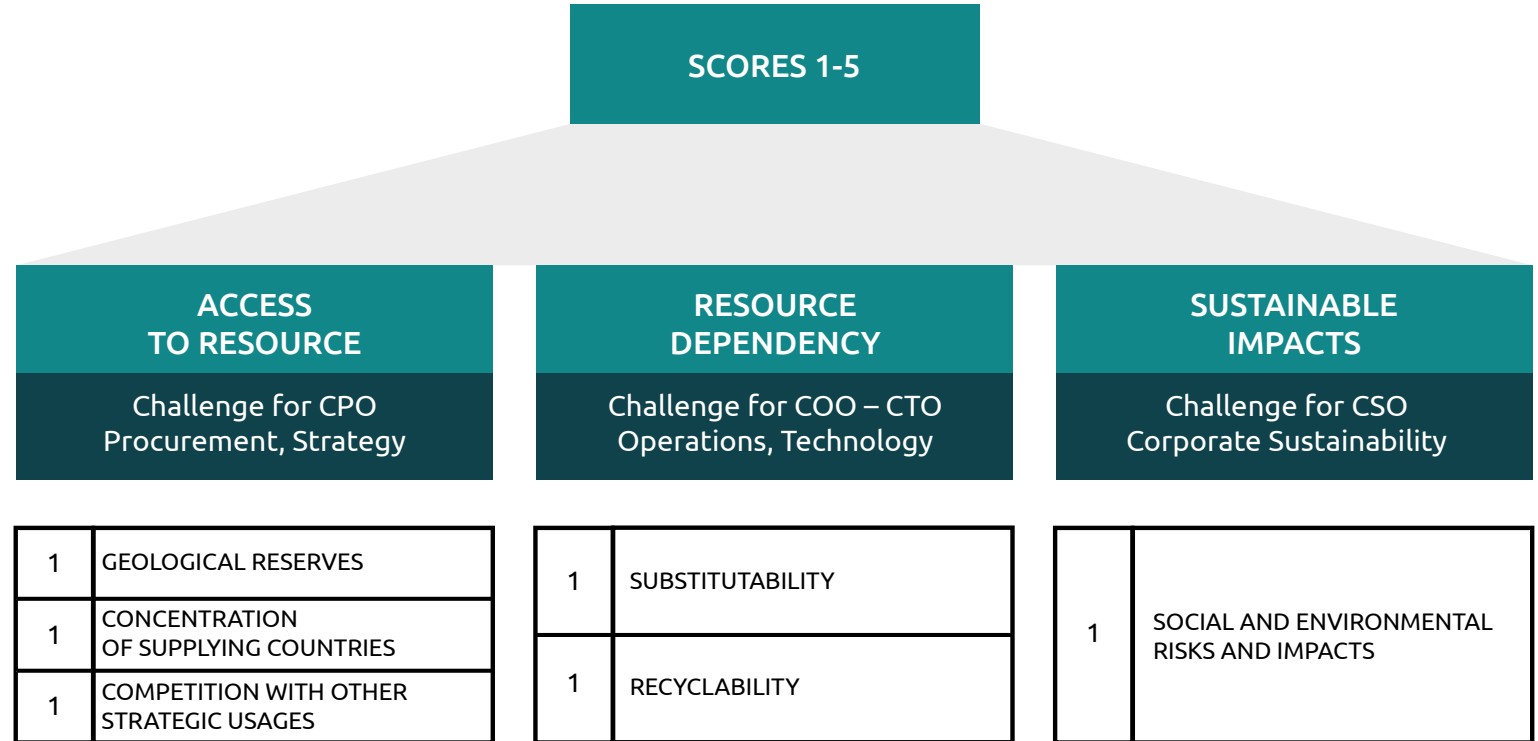 SCORES 1-5
ACCESS
TO RESOURCE
Challenge for CPO
Procurement, Strategy
1
GEOLOGICAL RESERVES
1
CONCENTRATION
OF SUPPLYING COUNTRIES
1
COMPETITION WITH OTHER
STRATEGIC USAGES
RESOURCE
DEPENDENCY
Challenge for COO – CTO
Operations, Technology
1
SUBSTITUTABILITY
1
RECYCLABILITY
SUSTAINABLE
IMPACTS
Challenge for CSO
Corporate Sustainability
1
SOCIAL AND ENVIRONMENTAL
RISKS AND IMPACTS